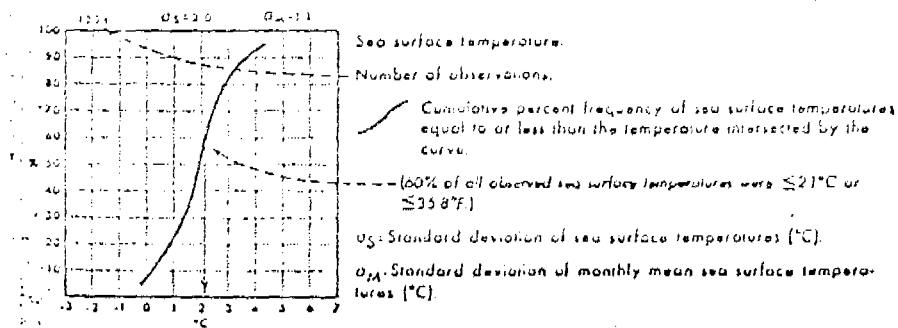 100
90
80
70
60
50
40
30
20
10
%
-3 -2 -1 0 1 2 3 4 5 6 7
°C
Sea surface temperature.
Number of observations.
Cumulative percent frequency of sea surface temperatures
equal to or less than the temperature intersected by the
curve.
(60% of all observed sea surface temperatures were ≦2.1°C or
≦35.8°F.)
σS-Standard deviation of sea surface temperatures (°C).
σM-Standard deviation of monthly mean sea surface tempera-
tures (°C).